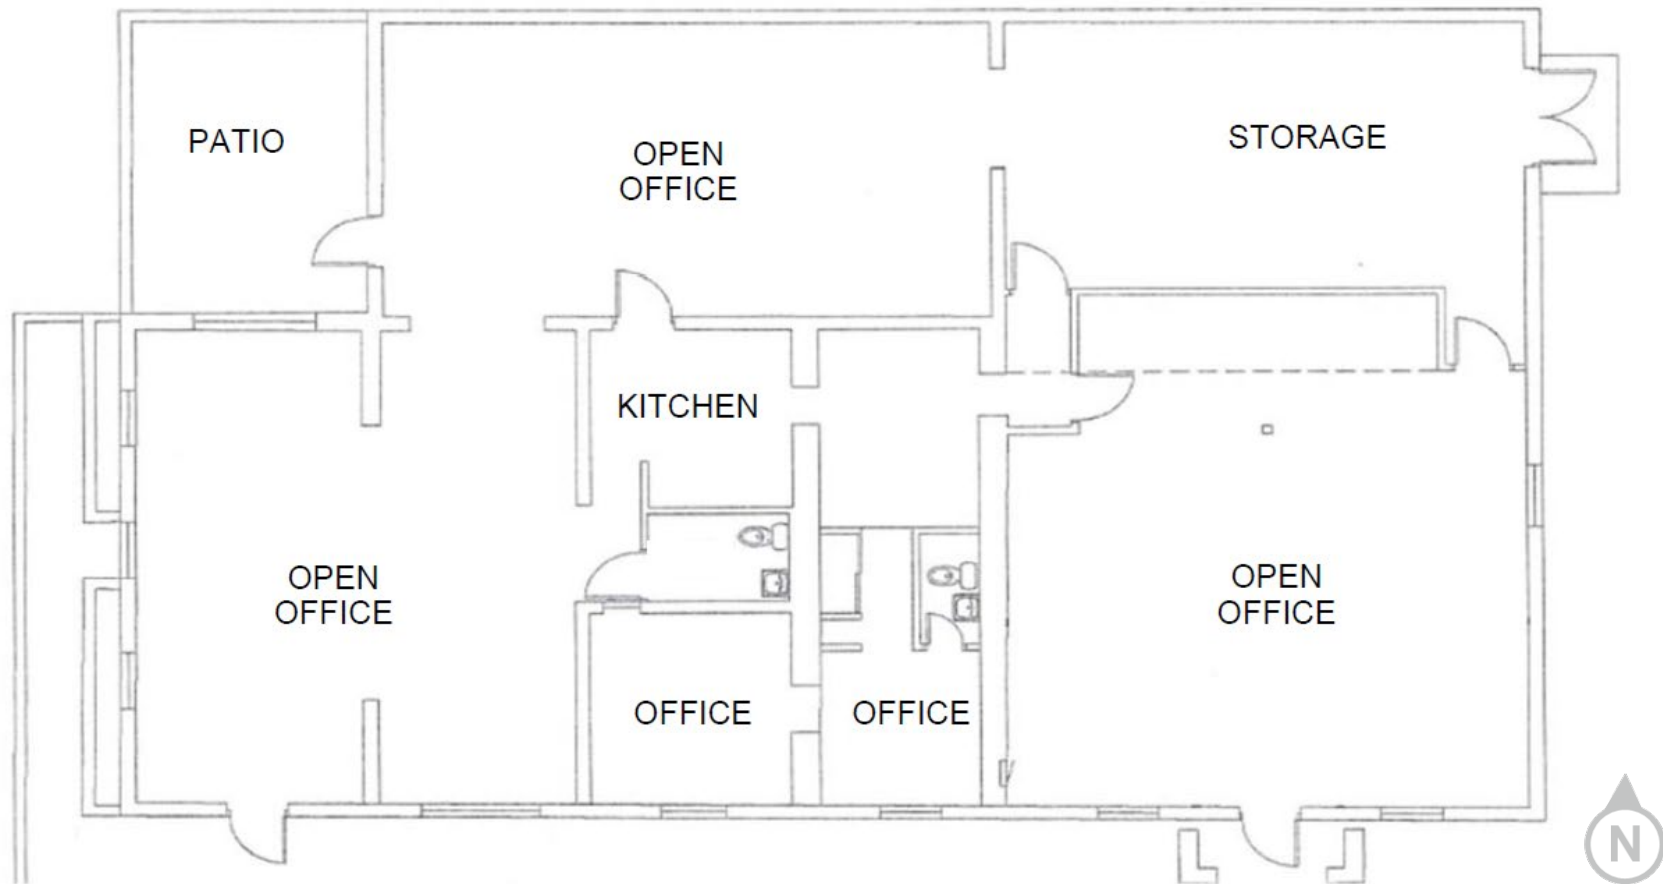 PATIO
OPEN
OFFICE
STORAGE
KITCHEN
OPEN
OFFICE
OPEN
OFFICE
OFFICE
OFFICE
N